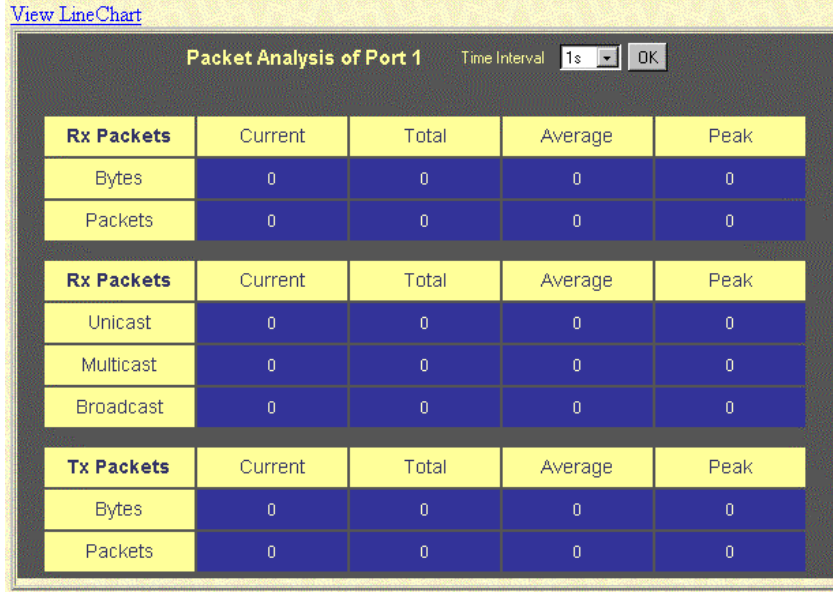 View LineChart
Packet Analysis of Port 1 Time Interval 1s OK
Rx Packets Current Total Average Peak
Bytes 0 0 0 0
Packets 0 0 0 0
Rx Packets Current Total Average Peak
Unicast 0 0 0 0
Multicast 0 0 0 0
Broadcast 0 0 0 0
Tx Packets Current Total Average Peak
Bytes 0 0 0 0
Packets 0 0 0 0